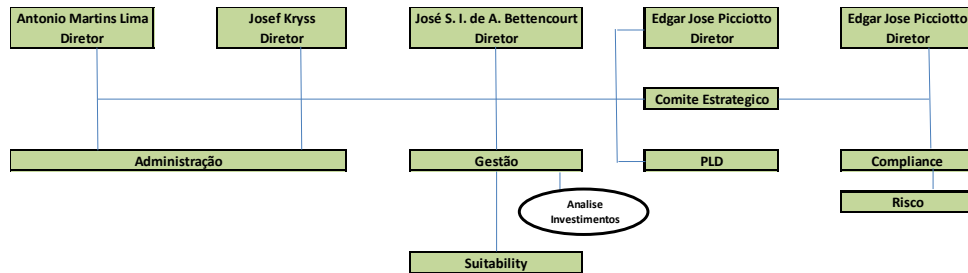 Antonio Martins Lima
Diretor
Josef Kryss
Diretor
José S. I. de A. Bettencourt
Diretor
Edgar Jose Picciotto
Diretor
Edgar Jose Picciotto
Diretor
Comite Estrategico
Administração
Gestão
PLD
Compliance
Analise
Investimentos
Risco
Suitability